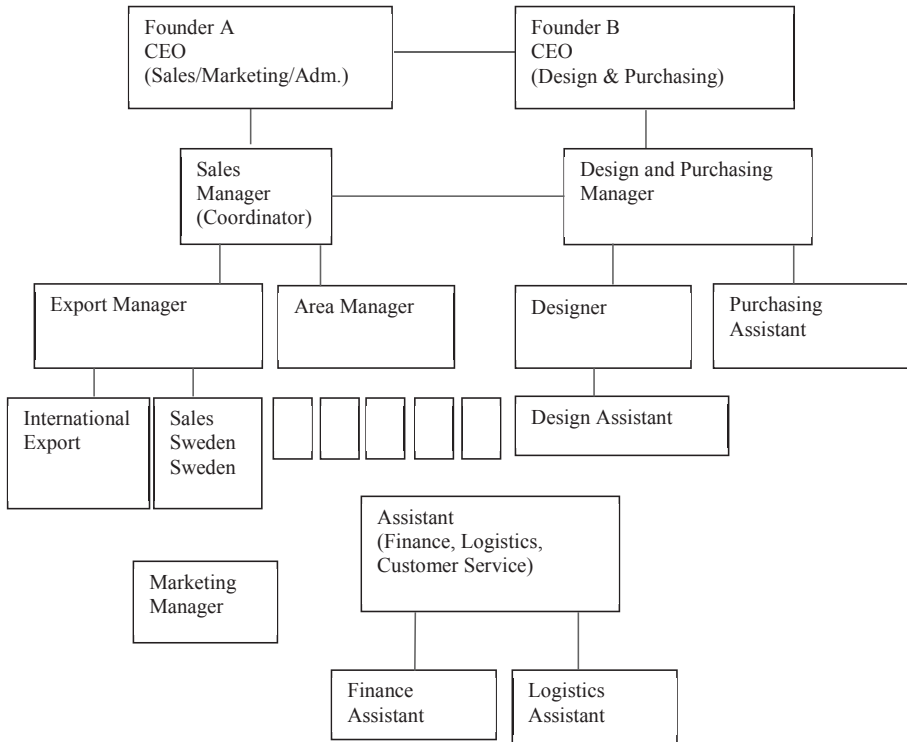 Founder A
CEO
(Sales/Marketing/Adm.)
Founder B
CEO
(Design & Purchasing)
Sales
Manager
(Coordinator)
Design and Purchasing
Manager
Export Manager
Area Manager
Designer
Purchasing
Assistant
International
Export
Sales
Sweden
Sweden
Design Assistant
Assistant
(Finance, Logistics,
Customer Service)
Marketing
Manager
Finance
Assistant
Logistics
Assistant